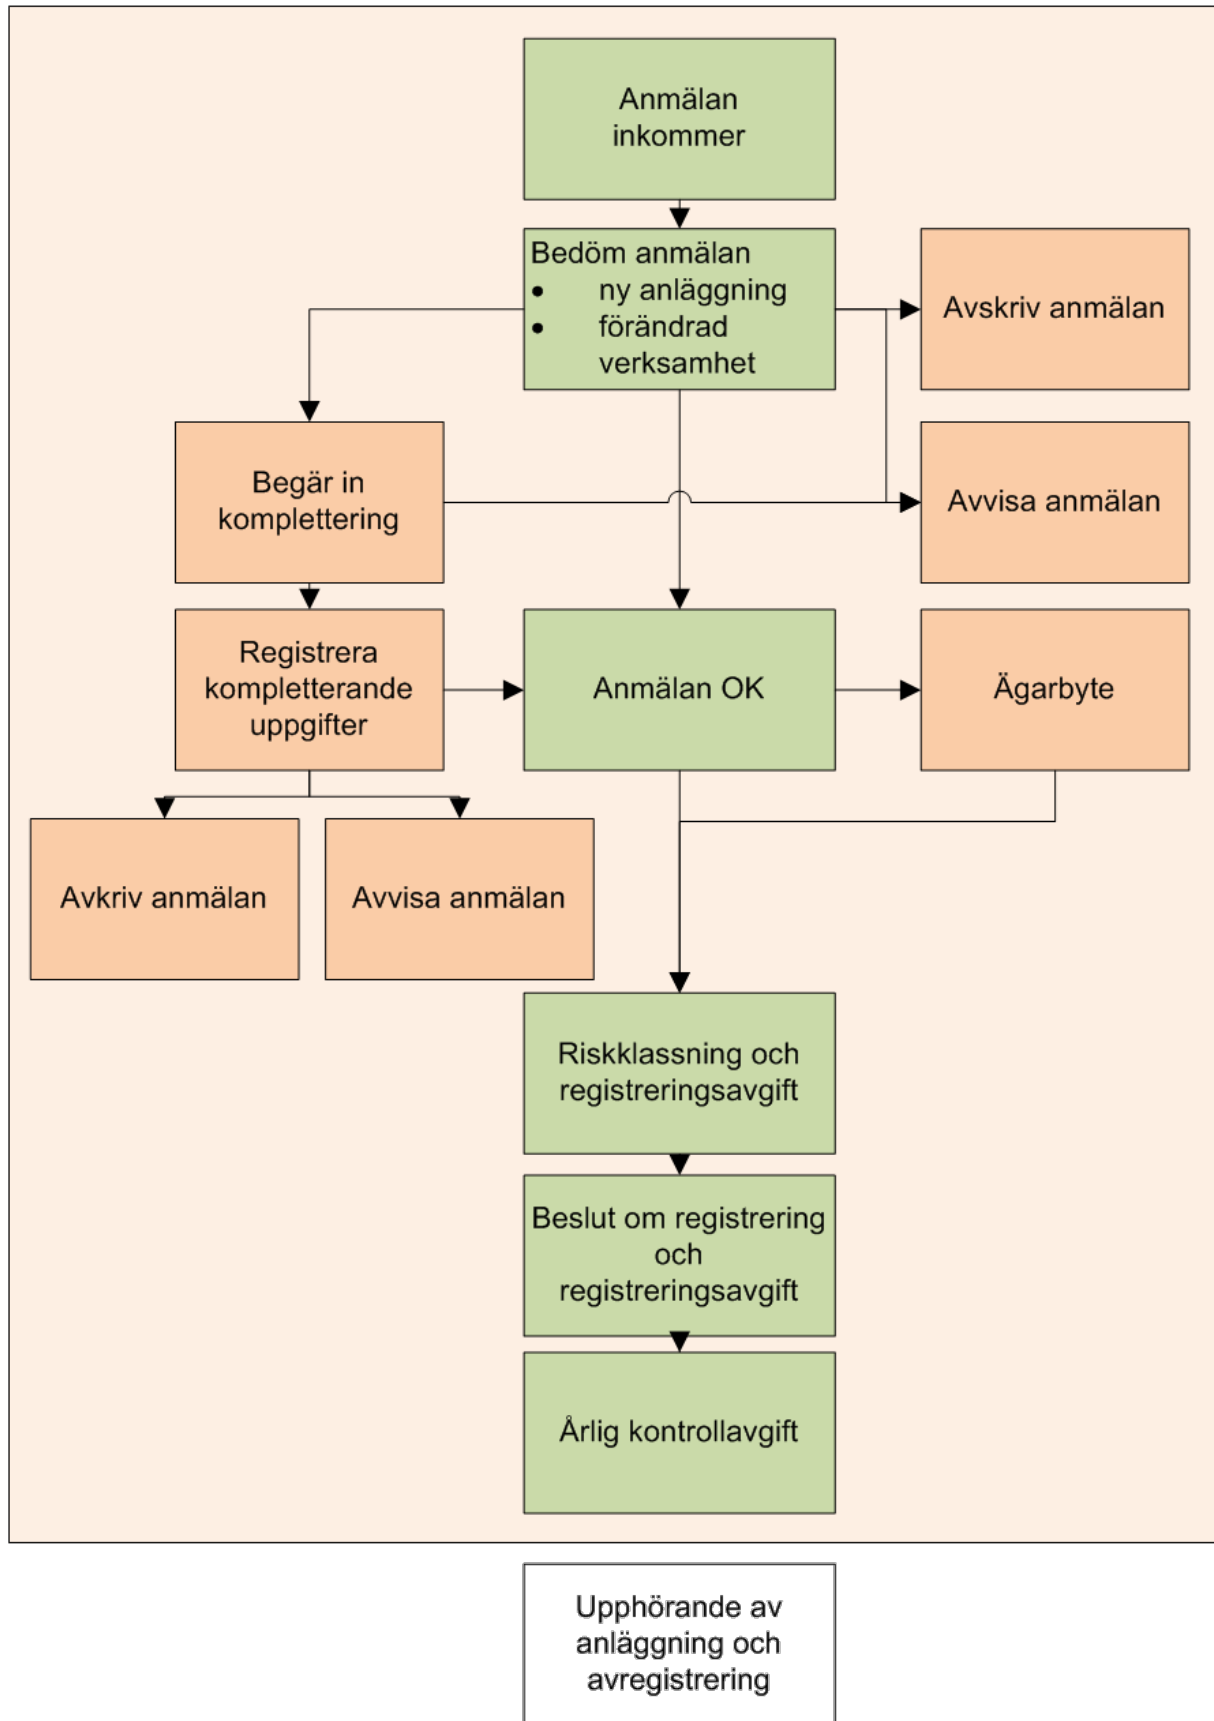 Anmälan
inkommer
Bedöm anmälan
• ny anläggning
• förändrad
verksamhet
Avskriv anmälan
Begär in
komplettering
Avvisa anmälan
Registrera
kompletterande
uppgifter
Anmälan OK
Ägarbyte
Avkriv anmälan
Avvisa anmälan
Riskklassning och
registreringsavgift
Beslut om registrering
och
registreringsavgift
Årlig kontrollavgift
Upphörande av
anläggning och
avregistrering